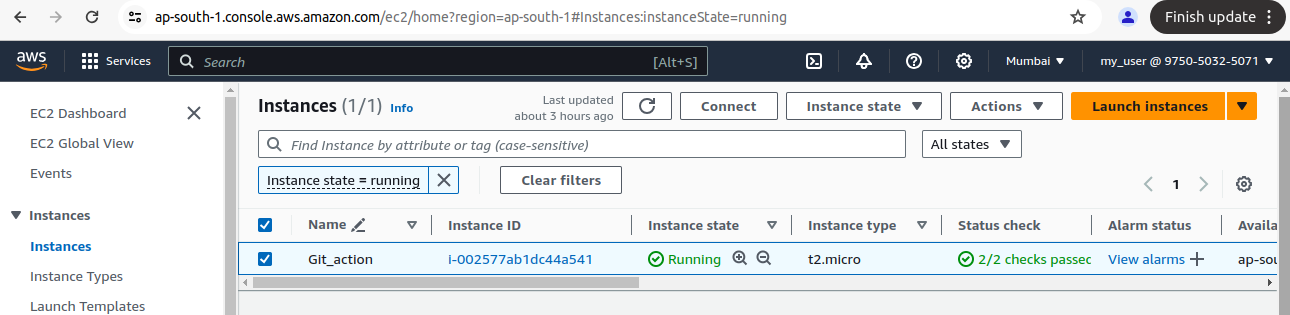 ap-south-1.console.aws.amazon.com/ec2/home?region=ap-south-1#Instances:instanceState=running
Finish update
aws Services Search [Alt+S] Mumbai my_user @ 9750-5032-5071
EC2 Dashboard
EC2 Global View
Events
Instances
Instances
Instance Types
Launch Templates
Instances (1/1) Info
Last updated
about 3 hours ago
Connect Instance state Actions Launch instances
Find Instance by attribute or tag (case-sensitive) All states
Instance state = running Clear filters 1
Name Instance ID Instance state Instance type Status check Alarm status Availa
Git_action i-002577ab1dc44a541 Running t2.micro 2/2 checks passec View alarms ap-sou